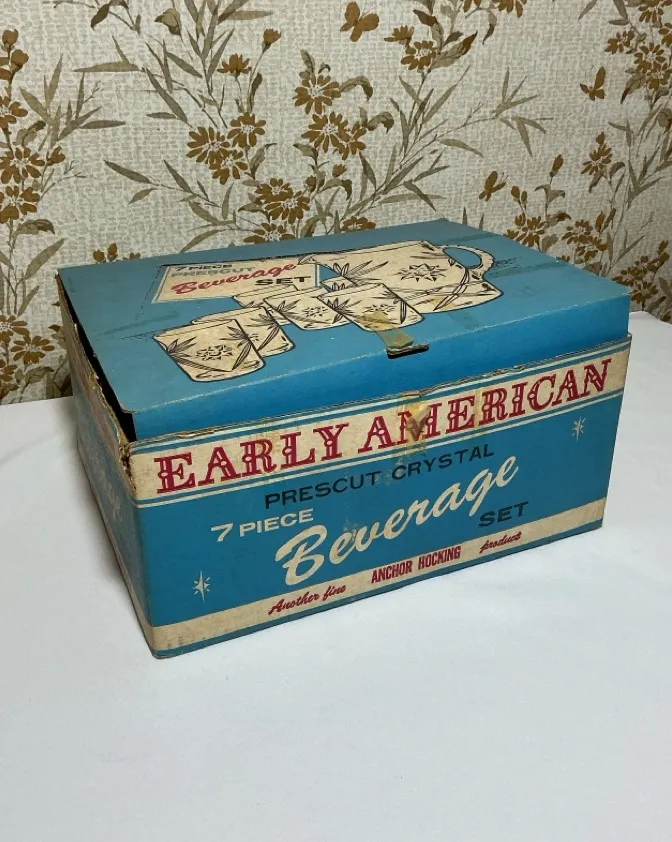 7 PIECE
PRESCUT
Beverage
SET
EARLY AMERICAN
PRESCUT CRYSTAL
7 PIECE
Beverage
SET
Another fine ANCHOR HOCKING product